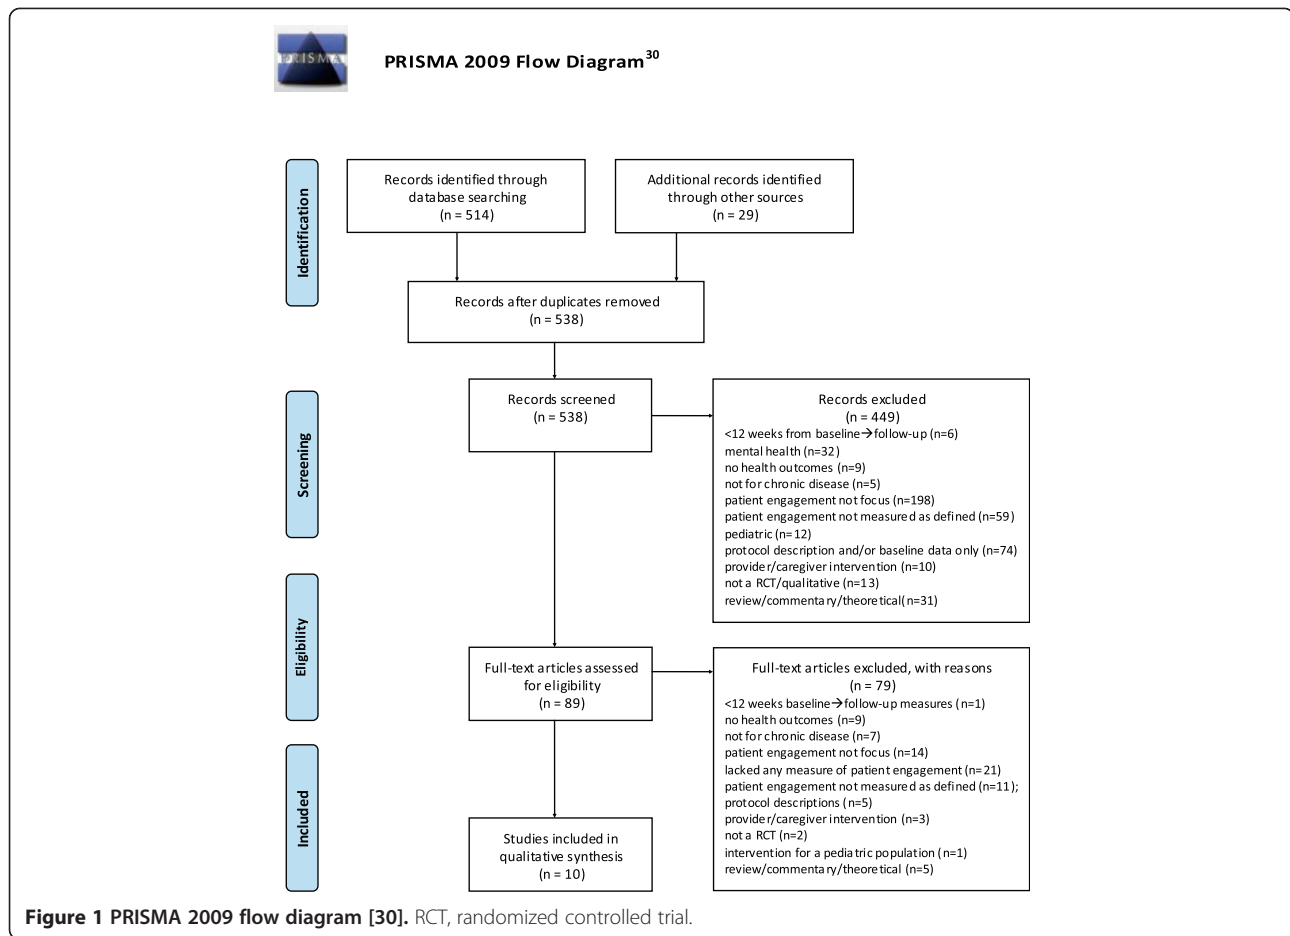 PRISMA
PRISMA 2009 Flow Diagram30
Identification
Records identified through
database searching
(n = 514)
Additional records identified
through other sources
(n = 29)
Records after duplicates removed
(n = 538)
Screening
Records screened
(n = 538)
Records excluded
(n = 449)
<12 weeks from baseline→follow-up (n=6)
mental health (n=32)
no health outcomes (n=9)
not for chronic disease (n=5)
patient engagement not focus (n=198)
patient engagement not measured as defined (n=59)
pediatric (n=12)
protocol description and/or baseline data only (n=74)
provider/caregiver intervention (n=10)
not a RCT/qualitative (n=13)
review/commentary/theoretical(n=31)
Eligibility
Full-text articles assessed
for eligibility
(n = 89)
Full-text articles excluded, with reasons
(n = 79)
<12 weeks baseline→follow-up measures (n=1)
no health outcomes (n=9)
not for chronic disease (n=7)
patient engagement not focus (n=14)
lacked any measure of patient engagement (n=21)
patient engagement not measured as defined (n=11);
protocol descriptions (n=5)
provider/caregiver intervention (n=3)
not a RCT (n=2)
intervention for a pediatric population (n=1)
review/commentary/theoretical (n=5)
Included
Studies included in
qualitative synthesis
(n = 10)
Figure 1 PRISMA 2009 flow diagram [30]. RCT, randomized controlled trial.